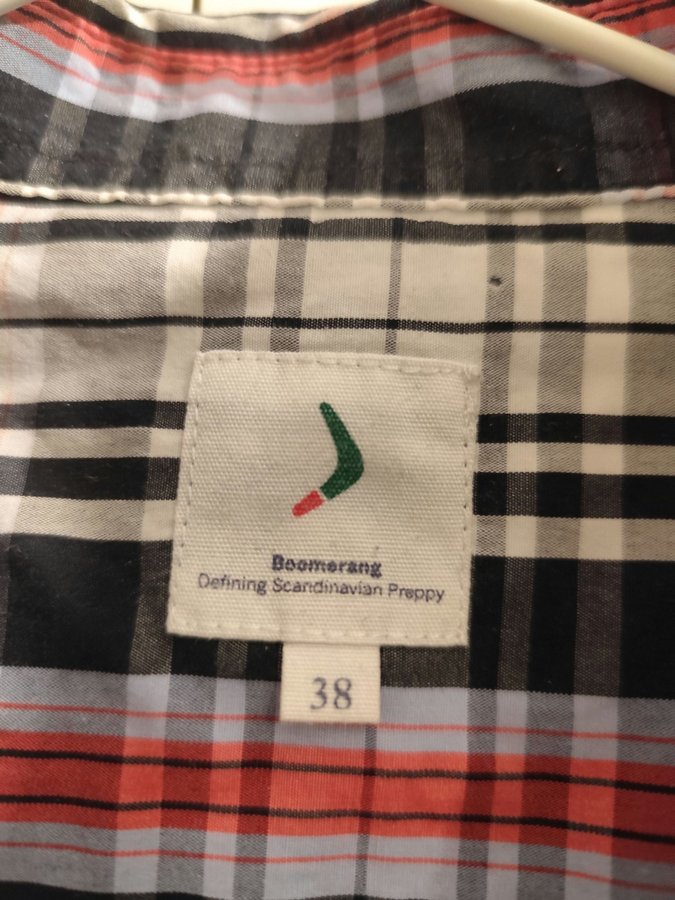 Boomerang
Defining Scandinavian Preppy
38